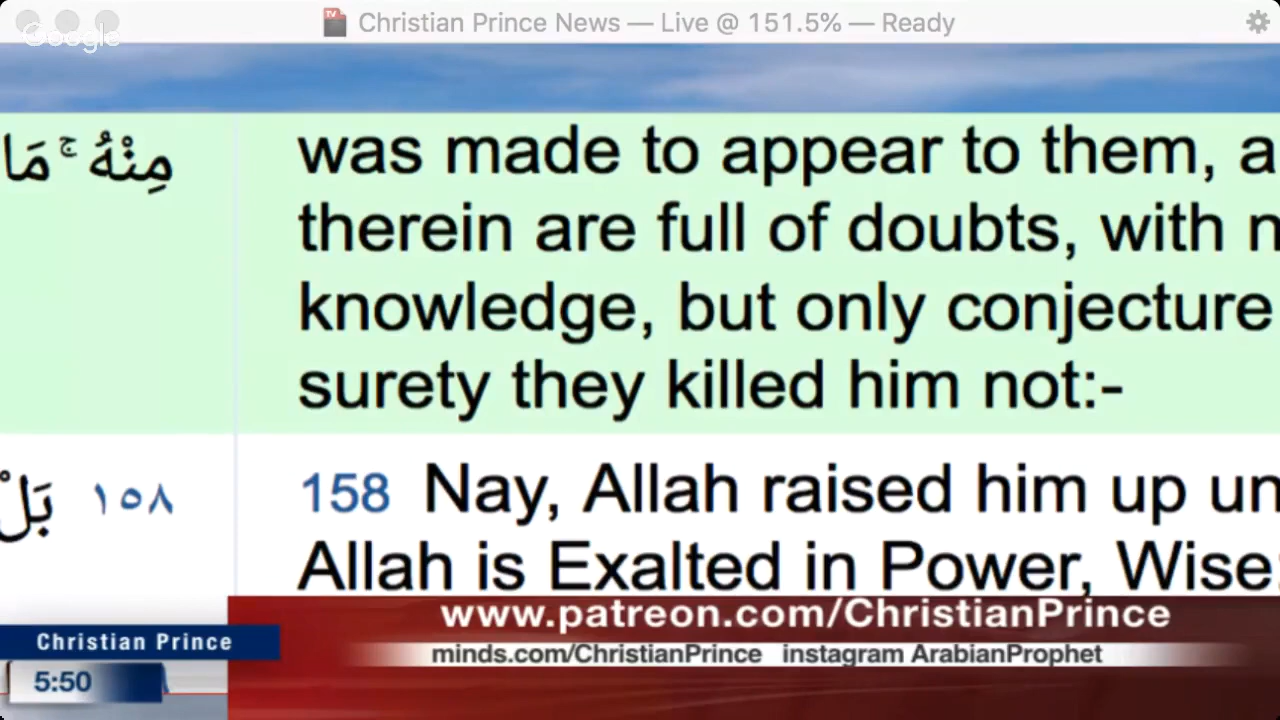 Christian Prince News — Live @ 151.5% — Ready
Google
مِنْهُ ۚ مَا
was made to appear to them, a
therein are full of doubts, with n
knowledge, but only conjecture
surety they killed him not:-
١٥٨ بَلْ
158 Nay, Allah raised him up un
Allah is Exalted in Power, Wise:
www.patreon.com/ChristianPrince
Christian Prince
minds.com/ChristianPrince instagram ArabianProphet
5:50